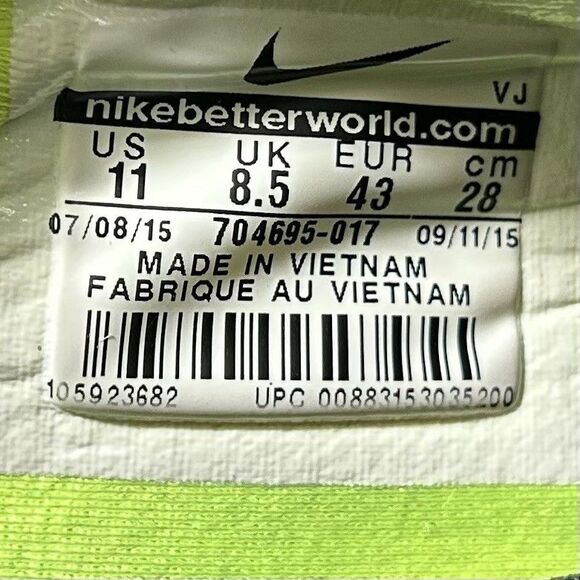 VJ
nikebetterworld.com
US UK EUR cm
11 8.5 43 28
07/08/15 704695-017 09/11/15
MADE IN VIETNAM
FABRIQUE AU VIETNAM
105923682 UPC 00883153035200